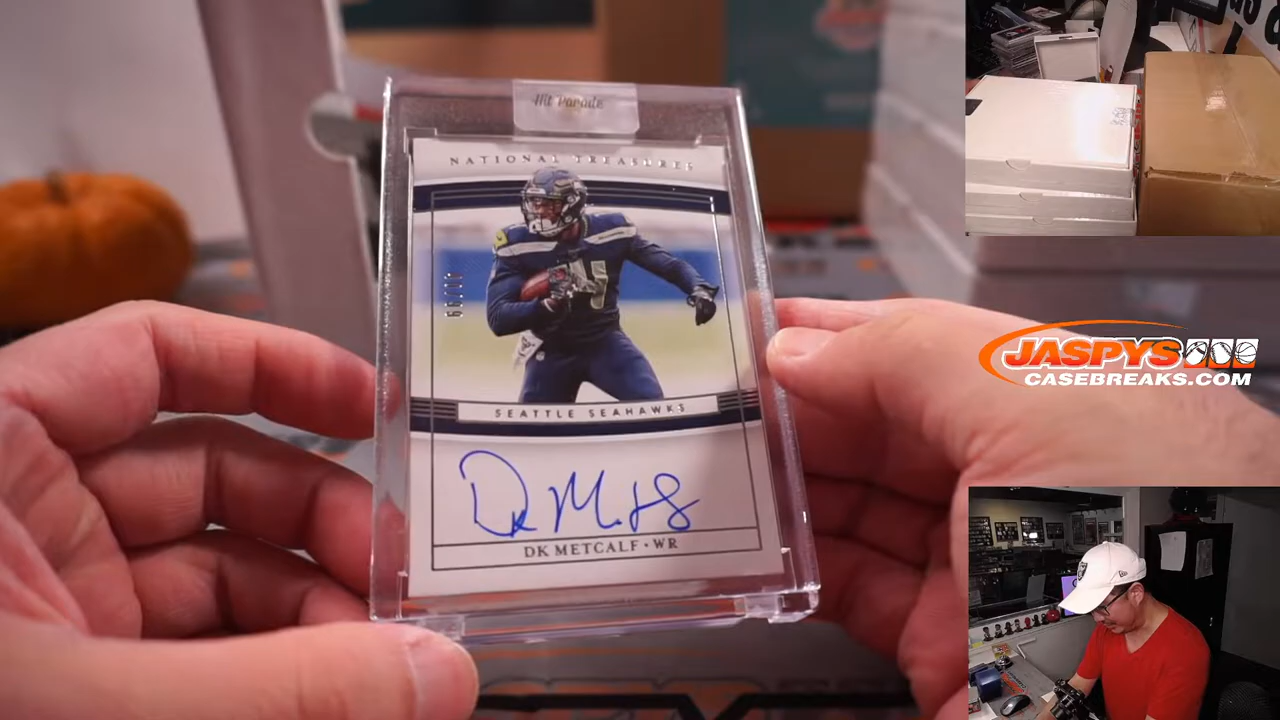 Hit Parade
NATIONAL TREASURES
SEATTLE SEAHAWKS
DK METCALF • WR
JASPYS
CASEBREAKS.COM